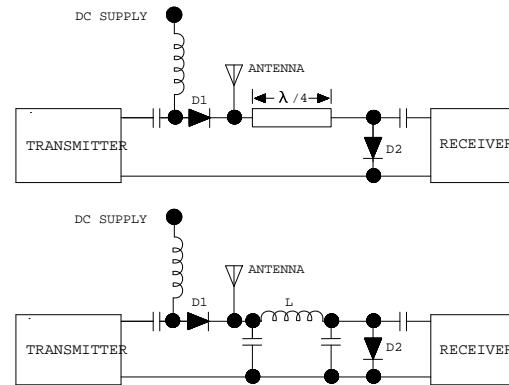 DC SUPPLY
D1
ANTENNA
λ /4
TRANSMITTER
D2
RECEIVER
DC SUPPLY
D1
ANTENNA
L
TRANSMITTER
D2
RECEIVER